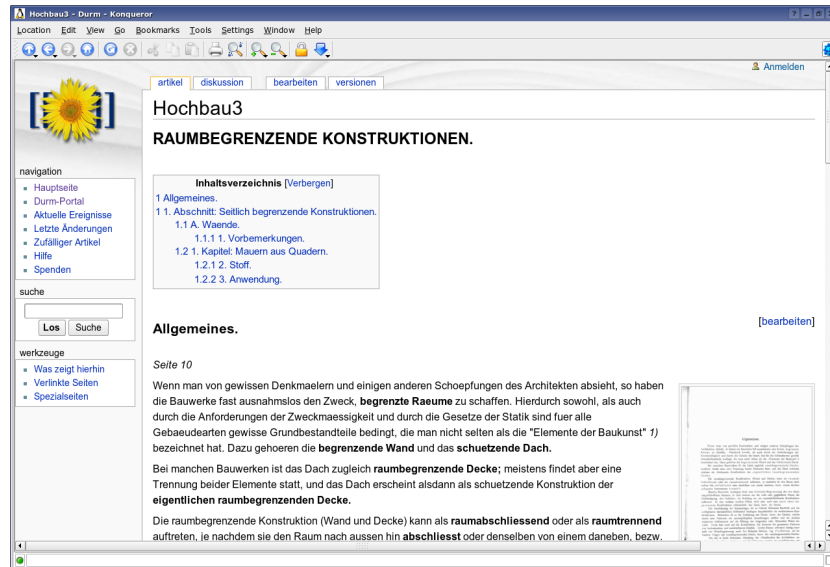 Hochbau3 - Durm - Konqueror
Location Edit View Go Bookmarks Tools Settings Window Help
Anmelden
artikel diskussion bearbeiten versionen
Hochbau3
RAUMBEGRENZENDE KONSTRUKTIONEN.
navigation
Hauptseite
Durm-Portal
Aktuelle Ereignisse
Letzte Änderungen
Zufälliger Artikel
Hilfe
Spenden
suche
Los Suche
werkzeuge
Was zeigt hierhin
Verlinkte Seiten
Spezialseiten
Inhaltsverzeichnis [Verbergen]
1 Allgemeines.
1 1. Abschnitt: Seitlich begrenzende Konstruktionen.
1.1 A. Waende.
1.1.1 1. Vorbemerkungen.
1.2 1. Kapitel: Mauern aus Quadern.
1.2.1 2. Stoff.
1.2.2 3. Anwendung.
[bearbeiten]
Allgemeines.
Seite 10
Wenn man von gewissen Denkmaelern und einigen anderen Schoepfungen des Architekten absieht, so haben
die Bauwerke fast ausnahmslos den Zweck, begrenzte Raeume zu schaffen. Hierdurch sowohl, als auch
durch die Anforderungen der Zweckmaessigkeit und durch die Gesetze der Statik sind fuer alle
Gebaeudearten gewisse Grundbestandteile bedingt, die man nicht selten als die "Elemente der Baukunst" 1)
bezeichnet hat. Dazu gehoeren die begrenzende Wand und das schuetzende Dach.
Bei manchen Bauwerken ist das Dach zugleich raumbegrenzende Decke; meistens findet aber eine
Trennung beider Elemente statt, und das Dach erscheint alsdann als schuetzende Konstruktion der
eigentlichen raumbegrenzenden Decke.
Die raumbegrenzende Konstruktion (Wand und Decke) kann als raumabschliessend oder als raumtrennend
auftreten, je nachdem sie den Raum nach aussen hin abschliesst oder denselben von einem daneben, bezw.